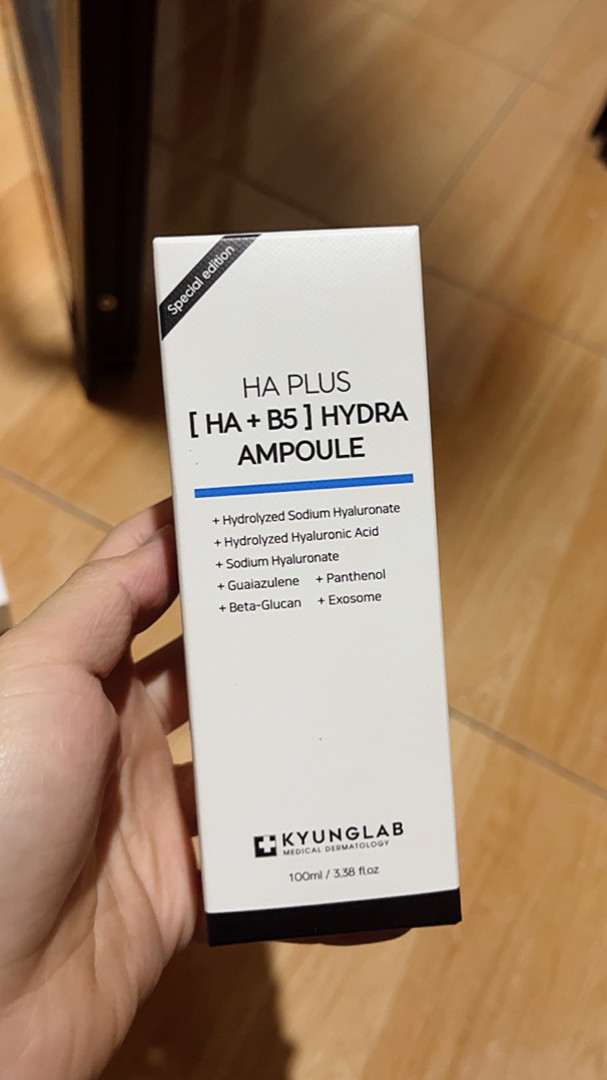 Special edition
HA PLUS
[ HA + B5 ] HYDRA
AMPOULE
+ Hydrolyzed Sodium Hyaluronate
+ Hydrolyzed Hyaluronic Acid
+ Sodium Hyaluronate
+ Guaiazulene + Panthenol
+ Beta-Glucan + Exosome
KYUNGLAB
MEDICAL DERMATOLOGY
100ml / 3.38 fl.oz